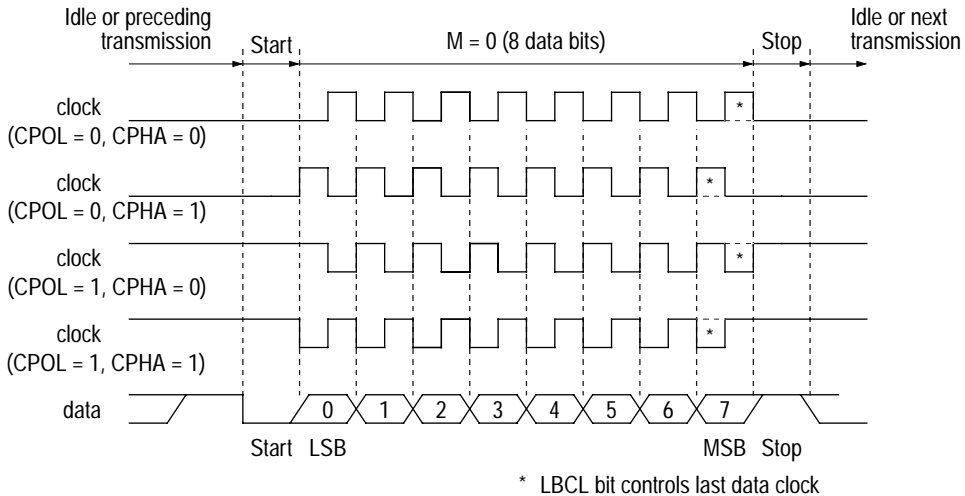 Idle or preceding
transmission
Start
M = 0 (8 data bits)
Stop
Idle or next
transmission
*
clock
(CPOL = 0, CPHA = 0)
*
clock
(CPOL = 0, CPHA = 1)
*
clock
(CPOL = 1, CPHA = 0)
*
clock
(CPOL = 1, CPHA = 1)
data 0 1 2 3 4 5 6 7
Start LSB MSB Stop
* LBCL bit controls last data clock